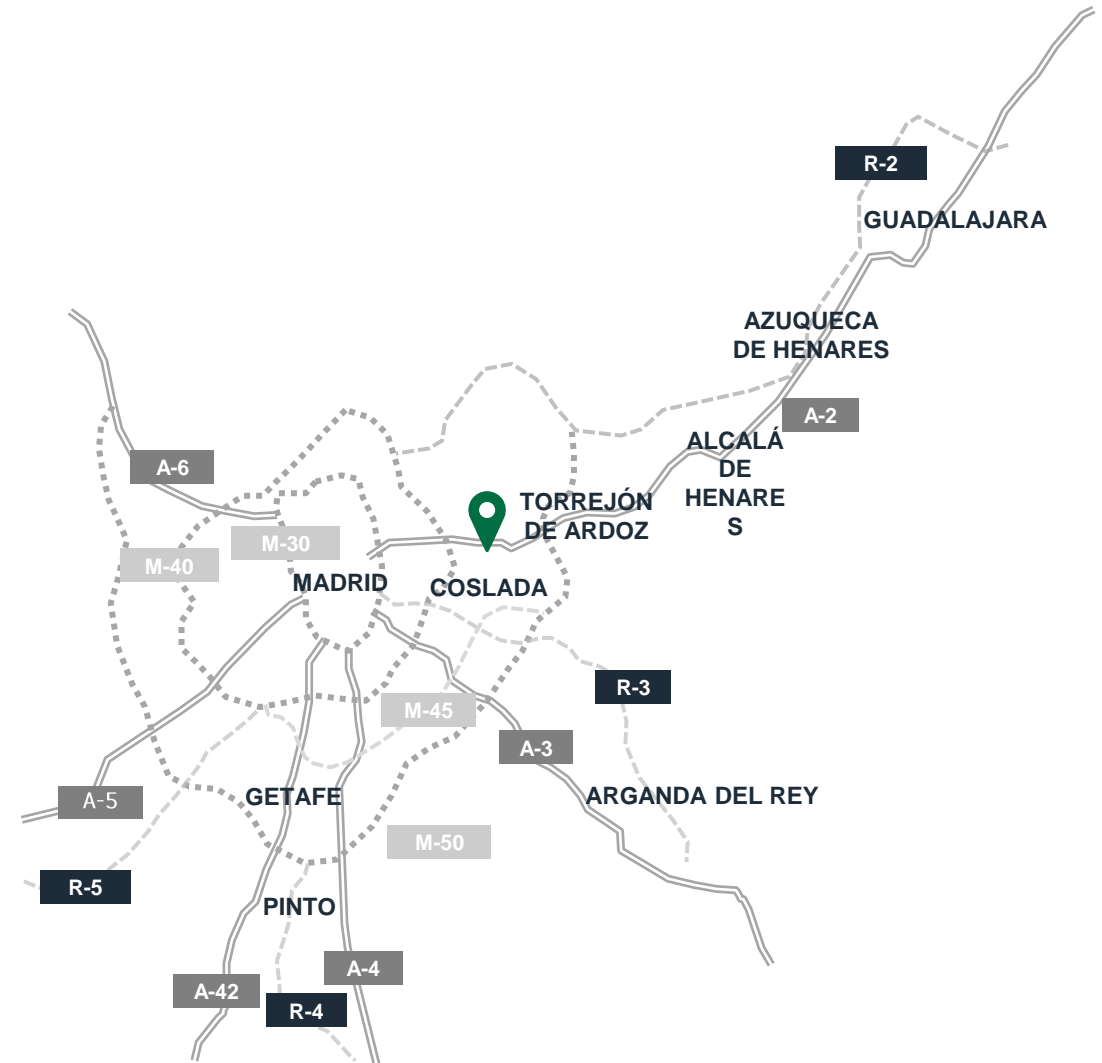 R-2
GUADALAJARA
AZUQUECA
DE HENARES
A-2
ALCALÁ
DE
HENARE
S
A-6
TORREJÓN
DE ARDOZ
M-30
M-40
MADRID
COSLADA
R-3
M-45
A-3
A-5
GETAFE
ARGANDA DEL REY
M-50
R-5
PINTO
A-4
A-42
R-4